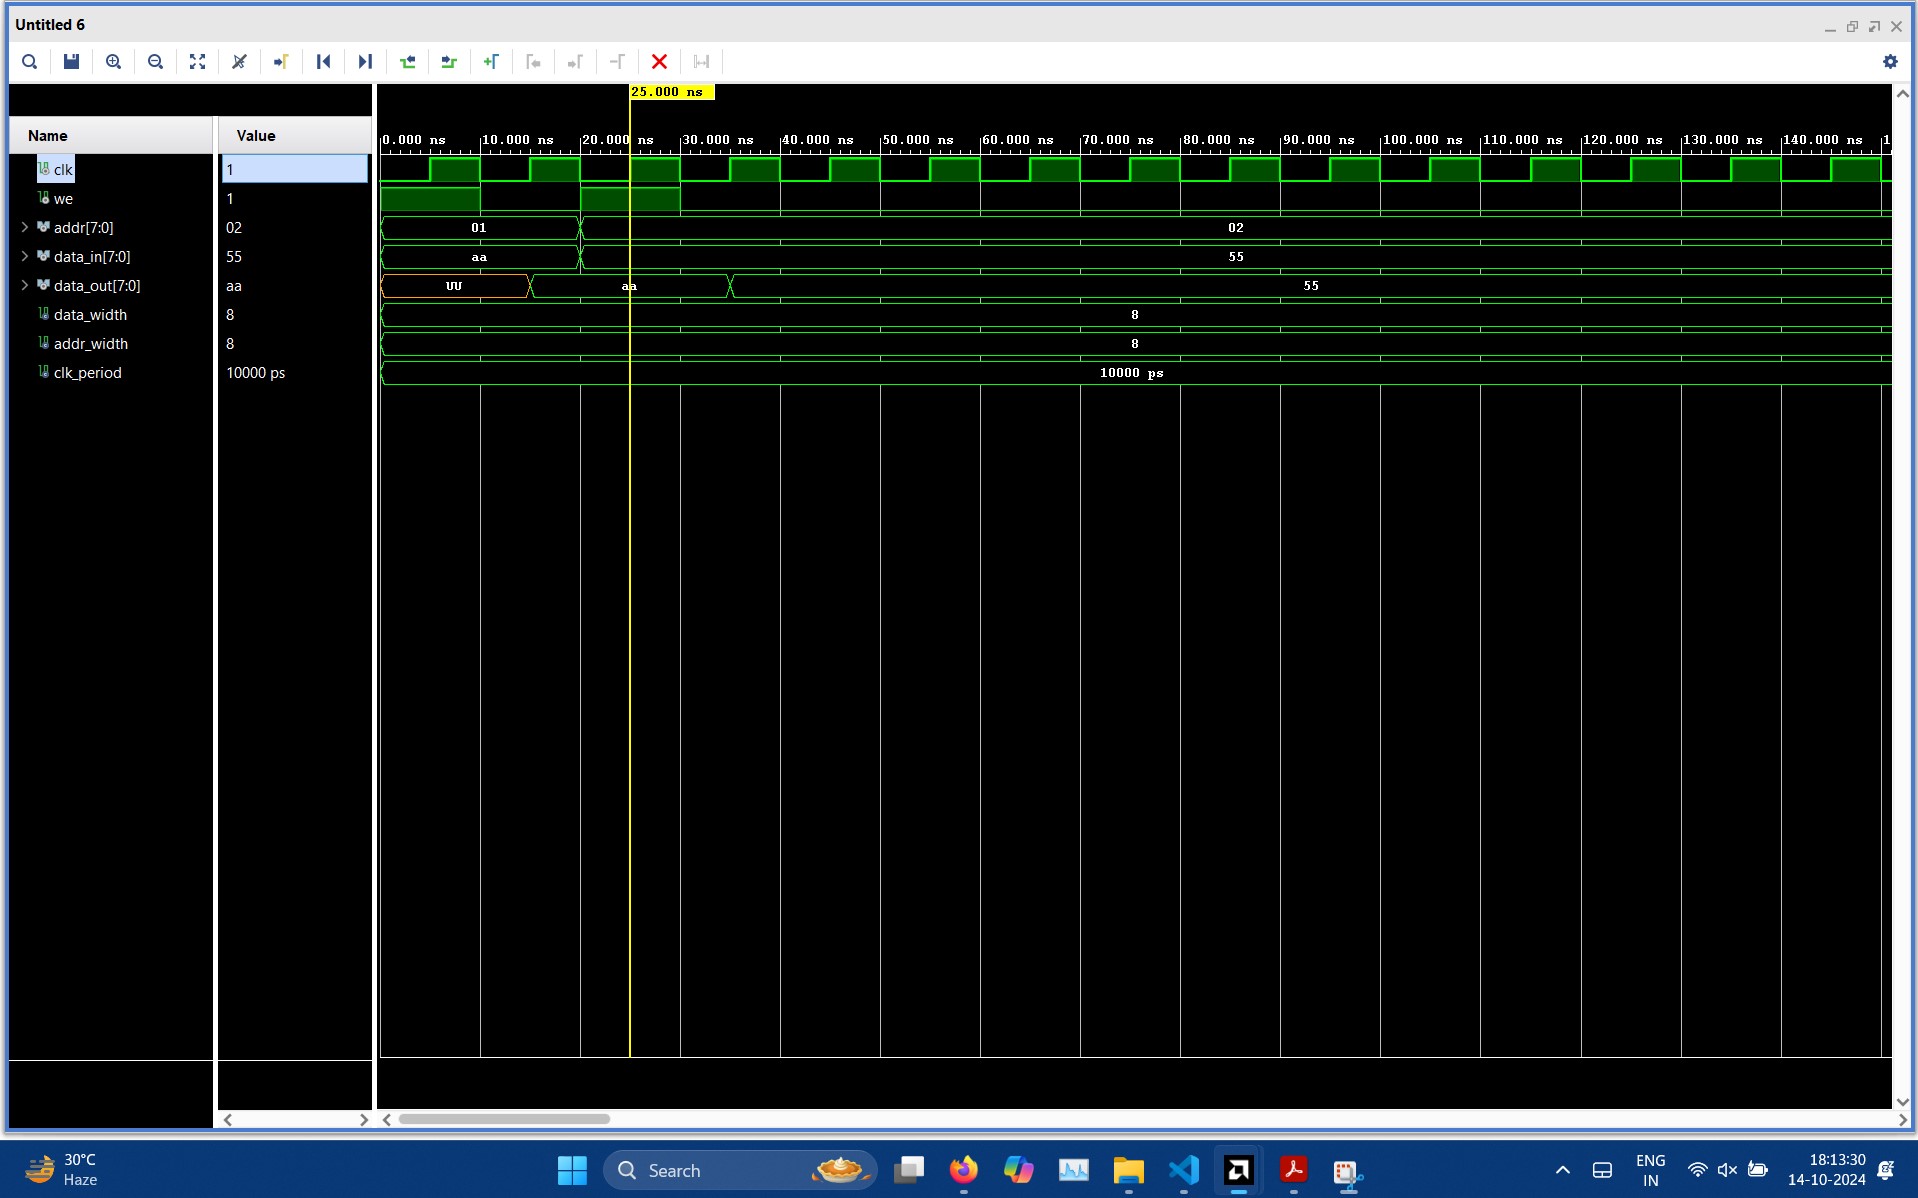 Untitled 6
25.000 ns
Name Value
0.000 ns 10.000 ns 20.000 ns 30.000 ns 40.000 ns 50.000 ns 60.000 ns 70.000 ns 80.000 ns 90.000 ns 100.000 ns 110.000 ns 120.000 ns 130.000 ns 140.000 ns 1
clk 1
we 1
addr[7:0] 02 01 02
data_in[7:0] 55 aa 55
data_out[7:0] aa UU aa 55
data_width 8 8
addr_width 8 8
clk_period 10000 ps 10000 ps
30°C
Haze
Search
ENG
IN
18:13:30
14-10-2024